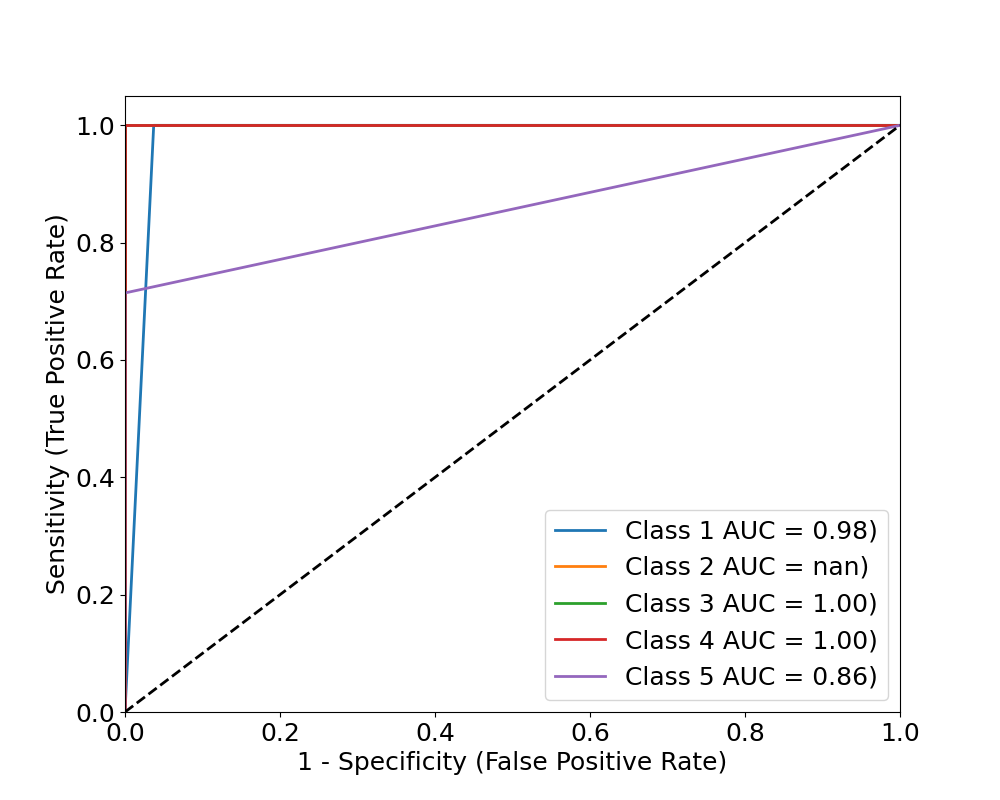 1.0
0.8
0.6
0.4
0.2
0.0
Sensitivity (True Positive Rate)
Class 1 AUC = 0.98)
Class 2 AUC = nan)
Class 3 AUC = 1.00)
Class 4 AUC = 1.00)
Class 5 AUC = 0.86)
0.0 0.2 0.4 0.6 0.8 1.0
1 - Specificity (False Positive Rate)